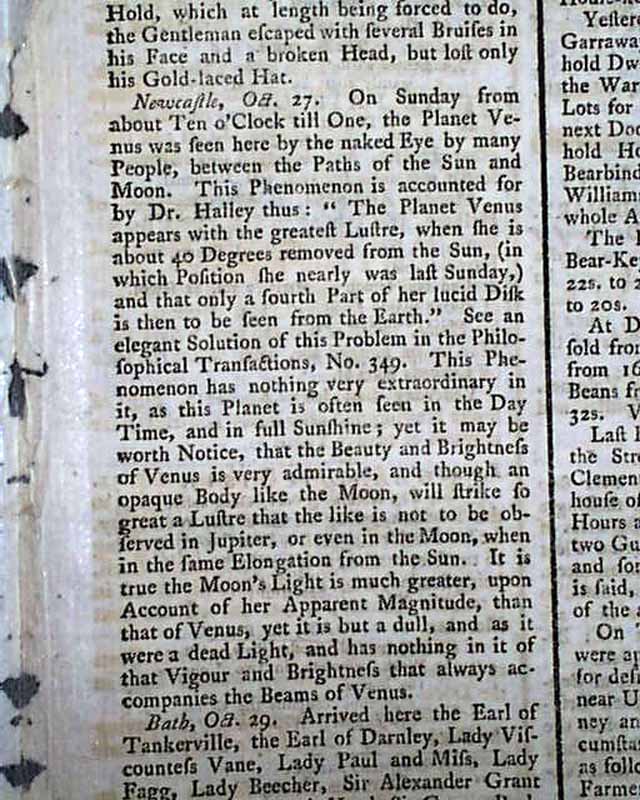 Hold, which at length being forced to do,
the Gentleman eſcaped with ſeveral Bruiſes in
his Face and a broken Head, but loſt only
his Gold-laced Hat.
Newcaſtle, Oct. 27. On Sunday from
about Ten o'Clock till One, the Planet Ve-
nus was ſeen here by the naked Eye by many
People, between the Paths of the Sun and
Moon. This Phenomenon is accounted for
by Dr. Halley thus: “ The Planet Venus
appears with the greateſt Luſtre, when ſhe is
about 40 Degrees removed from the Sun, (in
which Poſition ſhe nearly was laſt Sunday,)
and that only a fourth Part of her lucid Diſk
is then to be ſeen from the Earth.” See an
elegant Solution of this Problem in the Philo-
ſophical Tranſactions, No. 349. This Phe-
nomenon has nothing very extraordinary in
it, as this Planet is often ſeen in the Day
Time, and in full Sunſhine; yet it may be
worth Notice, that the Beauty and Brightneſs
of Venus is very admirable, and though an
opaque Body like the Moon, will ſtrike ſo
great a Luſtre that the like is not to be ob-
ſerved in Jupiter, or even in the Moon, when
in the ſame Elongation from the Sun. It is
true the Moon's Light is much greater, upon
Account of her Apparent Magnitude, than
that of Venus, yet it is but a dull, and as it
were a dead Light, and has nothing in it of
that Vigour and Brightneſs that always ac-
companies the Beams of Venus.
Bath, Oct. 29. Arrived here the Earl of
Tankerville, the Earl of Darnley, Lady Viſ-
counteſs Vane, Lady Paul and Miſs, Lady
Fagg, Lady Beecher, Sir Alexander Grant
Yeſter
Garrawa
hold Dw
the War
Lots for
next Doo
hold Ho
Bearbind
William
whole A
The
Bear-Ke
22s. to 2
to 20s.
At D
ſold from
from 16
Beans fr
32s.
Laſt
the Stre
Clemen
houſe of
Hours a
two Gu
and for
is ſaid,
of the
On
were ap
for deſ
near U
ney an
cumſta
as follo
Farme